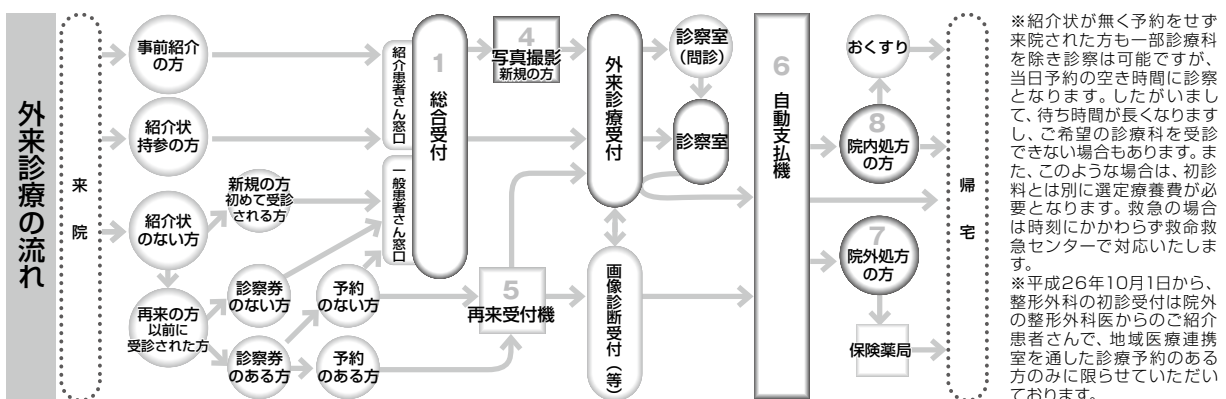 外来診療の流れ
来院
事前紹介
の方
紹介状
持参の方
紹介状
のない方
新規の方
初めて受診
される方
再来の方
以前に
受診された方
診察券
のない方
診察券
のある方
予約
のない方
予約
のある方
紹介患者さん窓口
一般患者さん窓口
1
総合受付
4
写真撮影
新規の方
5
再来受付機
外来診療受付
画像診断受付(等)
診察室
(問診)
診察室
6
自動支払機
おくすり
8
院内処方
の方
7
院外処方
の方
保険薬局
帰宅
※紹介状が無く予約をせず
来院された方も一部診療科
を除き診察は可能ですが、
当日予約の空き時間に診察
となります。したがいまし
て、待ち時間が長くなります
し、ご希望の診療科を受診
できない場合もあります。ま
た、このような場合は、初診
料とは別に選定療養費が必
要となります。救急の場合
は時刻にかかわらず救命救
急センターで対応いたしま
す。
※平成26年10月1日から、
整形外科の初診受付は院外
の整形外科医からのご紹介
患者さんで、地域医療連携
室を通した診療予約のある
方のみに限らせていただい
ております。